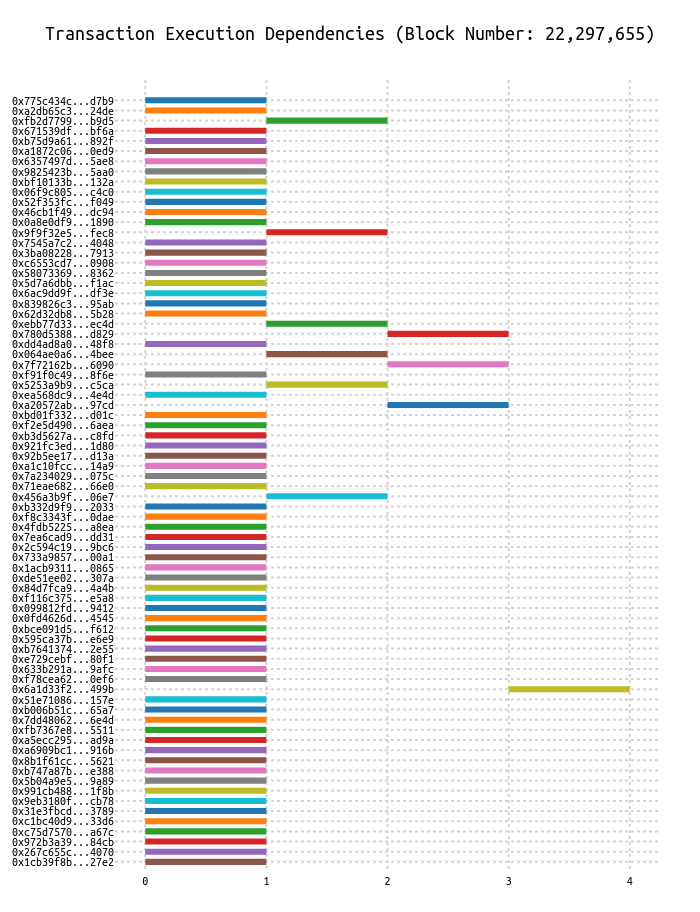 Transaction Execution Dependencies (Block Number: 22,297,655)
0x775c434c...d7b9
0xa2db65c3...24de
0xfb2d7799...b9d5
0x671539df...bf6a
0xb75d9a61...892f
0xa1872c06...0ed9
0x6357497d...5ae8
0x9825423b...5aa0
0xbf10133b...132a
0x06f9c805...c4c0
0x52f353fc...f049
0x46cb1f49...dc94
0x0a8e0df9...1890
0x9f9f32e5...fec8
0x7545a7c2...4048
0x3ba08228...7913
0xc6553cd7...0908
0x58073369...8362
0x5d7a6dbb...f1ac
0x6ac9dd9f...df3e
0x839826c3...95ab
0x62d32db8...5b28
0xebb77d33...ec4d
0x780d5388...d829
0xdd4ad8a0...48f8
0x064ae0a6...4bee
0x7f72162b...6090
0xf91f0c49...8f6e
0x5253a9b9...c5ca
0xea568dc9...4e4d
0xa20572ab...97cd
0xbd01f332...d01c
0xf2e5d490...6aea
0xb3d5627a...c8fd
0x921fc3ed...1d80
0x92b5ee17...d13a
0xa1c10fcc...14a9
0x7a234029...075c
0x71eae682...66e0
0x456a3b9f...06e7
0xb332d9f9...2033
0xf8c3343f...0dae
0x4fdb5225...a8ea
0x7ea6cad9...dd31
0x2c594c19...9bc6
0x733a9857...00a1
0x1acb9311...0865
0xde51ee02...307a
0x84d7fca9...4a4b
0xf116c375...e5a8
0x099812fd...9412
0x0fd4626d...4545
0xbce091d5...f612
0x595ca37b...e6e9
0xb7641374...2e55
0xe729cebf...80f1
0x633b291a...9afc
0xf78cea62...0ef6
0x6a1d33f2...499b
0x51e71086...157e
0xb006b51c...65a7
0x7dd48062...6e4d
0xfb7367e8...5511
0xa5ecc295...ad9a
0xa6909bc1...916b
0x8b1f61cc...5621
0xb747a87b...e388
0x5b04a9e5...9a89
0x991cb488...1f8b
0x9eb3180f...cb78
0x31e3fbcd...3789
0xc1bc40d9...33d6
0xc75d7570...a67c
0x972b3a39...84cb
0x267c655c...4070
0x1cb39f8b...27e2
0 1 2 3 4